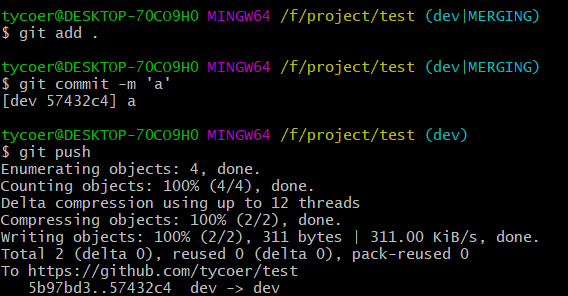 tycoer@DESKTOP-7OCO9HO MINGW64 /f/project/test (dev|MERGING)
$ git add .
tycoer@DESKTOP-7OCO9HO MINGW64 /f/project/test (dev|MERGING)
$ git commit -m 'a'
[dev 57432c4] a
tycoer@DESKTOP-7OCO9HO MINGW64 /f/project/test (dev)
$ git push
Enumerating objects: 4, done.
Counting objects: 100% (4/4), done.
Delta compression using up to 12 threads
Compressing objects: 100% (2/2), done.
Writing objects: 100% (2/2), 311 bytes | 311.00 KiB/s, done.
Total 2 (delta 0), reused 0 (delta 0), pack-reused 0
To https://github.com/tycoer/test
   5b97bd3..57432c4  dev -> dev